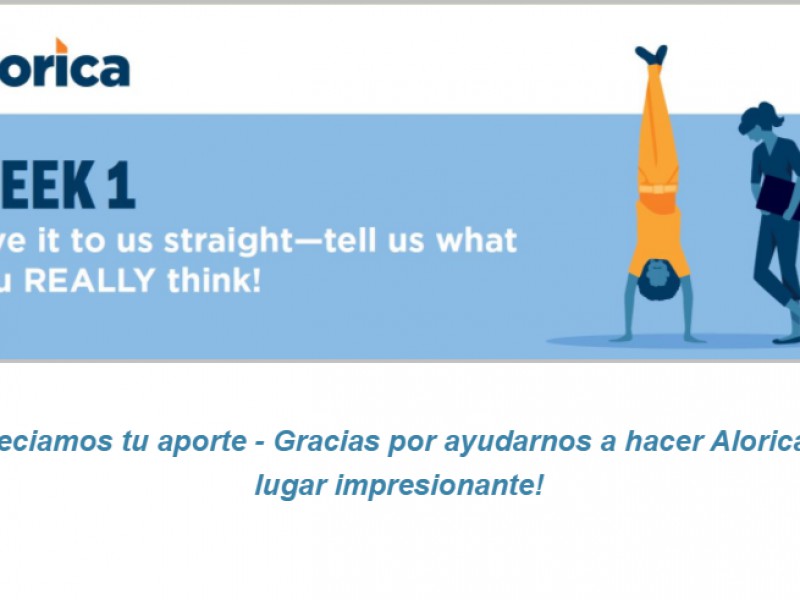 orica
EEK 1
ve it to us straight—tell us what
u REALLY think!
eciamos tu aporte - Gracias por ayudarnos a hacer Alorica
lugar impresionante!